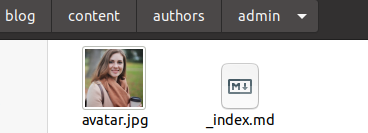 blog content authors admin
avatar.jpg _index.md